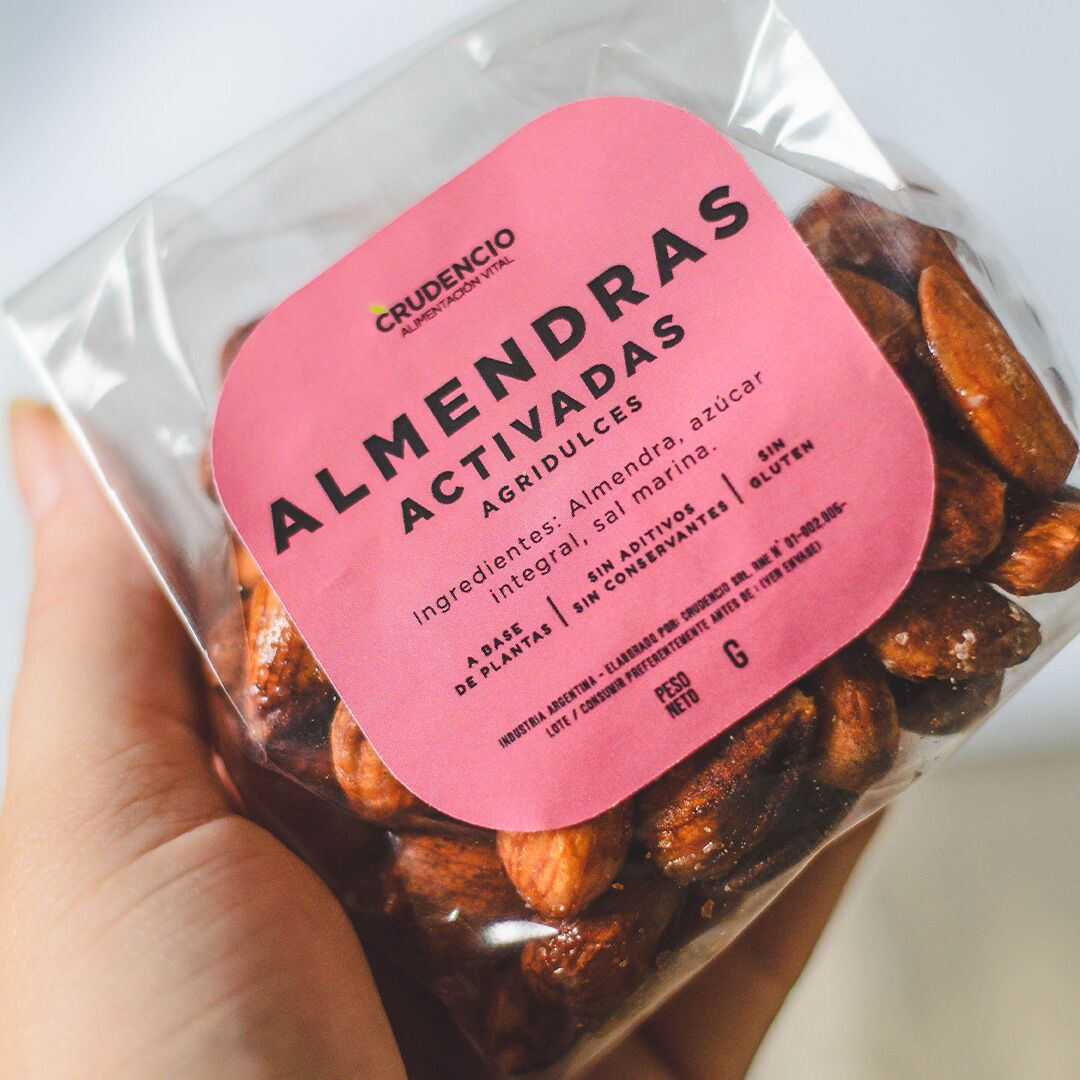 CRUDENCIO
ALIMENTACIÓN VITAL
ALMENDRAS
ACTIVADAS
AGRIDULCES
Ingredientes: Almendra, azúcar
integral, sal marina.
A BASE
DE PLANTAS
SIN ADITIVOS
SIN CONSERVANTES
SIN
GLUTEN
INDUSTRIA ARGENTINA - ELABORADO POR: CRUDENCIO SRL. RNE N° 01-002.005-
LOTE / CONSUMIR PREFERENTEMENTE ANTES DE: (VER ENVASE)
PESO
NETO
G